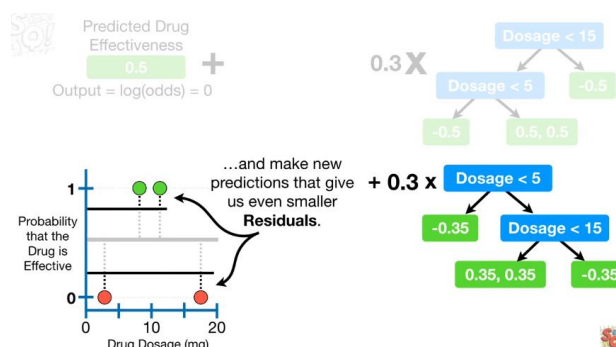 Predicted Drug
Effectiveness
0.5
+
Output = log(odds) = 0
0.3 X
Dosage < 15
Dosage < 5
-0.5
-0.5
0.5, 0.5
…and make new
predictions that give
us even smaller
Residuals.
+ 0.3 x
Dosage < 5
-0.35
Dosage < 15
0.35, 0.35
-0.35
Probability
that the
Drug is
Effective
1
0
0
10
20
Drug Dosage (mg)